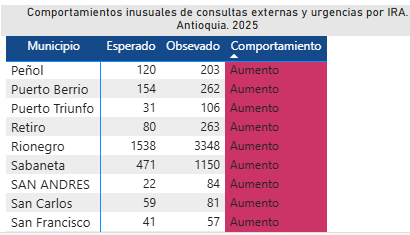 Comportamientos inusuales de consultas externas y urgencias por IRA.
Antioquia. 2025
Municipio Esperado Obsevado Comportamiento
Peñol 120 203 Aumento
Puerto Berrio 154 262 Aumento
Puerto Triunfo 31 106 Aumento
Retiro 80 263 Aumento
Rionegro 1538 3348 Aumento
Sabaneta 471 1150 Aumento
SAN ANDRES 22 84 Aumento
San Carlos 59 81 Aumento
San Francisco 41 57 Aumento